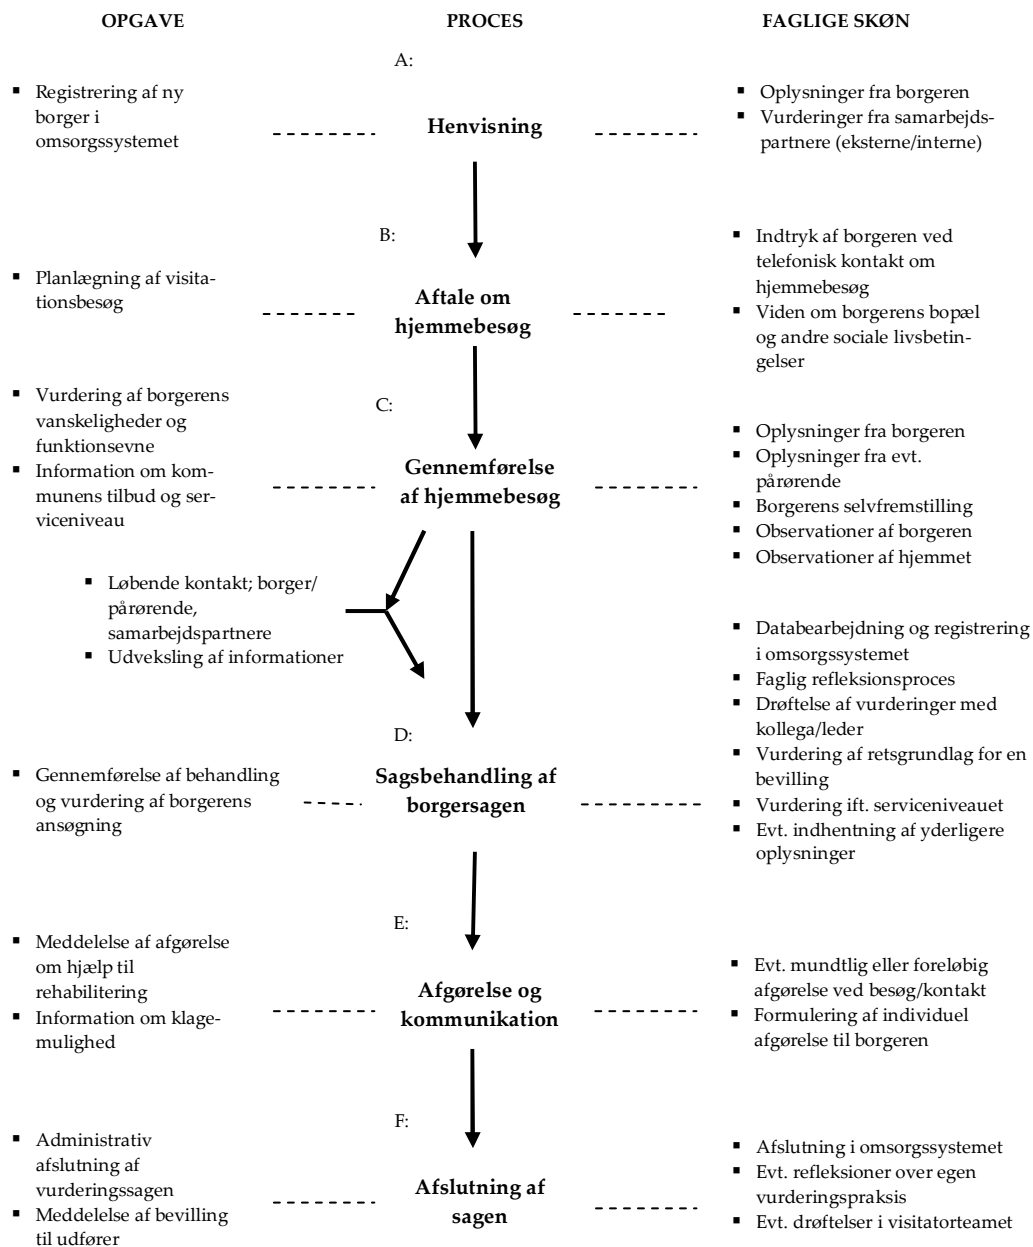 OPGAVE
PROCES
FAGLIGE SKØN
A:
▪ Registrering af ny
borger i
omsorgssystemet
Henvisning
▪ Oplysninger fra borgeren
▪ Vurderinger fra samarbejds-
partnere (eksterne/interne)
B:
▪ Planlægning af visita-
tionsbesøg
Aftale om
hjemmebesøg
▪ Indtryk af borgeren ved
telefonisk kontakt om
hjemmebesøg
▪ Viden om borgerens bopæl
og andre sociale livsbetin-
gelser
C:
▪ Vurdering af borgerens
vanskeligheder og
funktionsevne
▪ Information om kom-
munens tilbud og ser-
viceniveau
Gennemførelse
af hjemmebesøg
▪ Oplysninger fra borgeren
▪ Oplysninger fra evt.
pårørende
▪ Borgerens selvfremstilling
▪ Observationer af borgeren
▪ Observationer af hjemmet
▪ Løbende kontakt; borger/
pårørende,
samarbejdspartnere
▪ Udveksling af informationer
D:
▪ Gennemførelse af behandling
og vurdering af borgerens
ansøgning
Sagsbehandling af
borgersagen
▪ Databearbejdning og registrering
i omsorgssystemet
▪ Faglig refleksionsproces
▪ Drøftelse af vurderinger med
kollega/leder
▪ Vurdering af retsgrundlag for en
bevilling
▪ Vurdering ift. serviceniveauet
▪ Evt. indhentning af yderligere
oplysninger
E:
▪ Meddelelse af afgørelse
om hjælp til
rehabilitering
▪ Information om klage-
mulighed
Afgørelse og
kommunikation
▪ Evt. mundtlig eller foreløbig
afgørelse ved besøg/kontakt
▪ Formulering af individuel
afgørelse til borgeren
F:
▪ Administrativ
afslutning af
vurderingssagen
▪ Meddelelse af bevilling
til udfører
Afslutning af
sagen
▪ Afslutning i omsorgssystemet
▪ Evt. refleksioner over egen
vurderingspraksis
▪ Evt. drøftelser i visitatorteamet